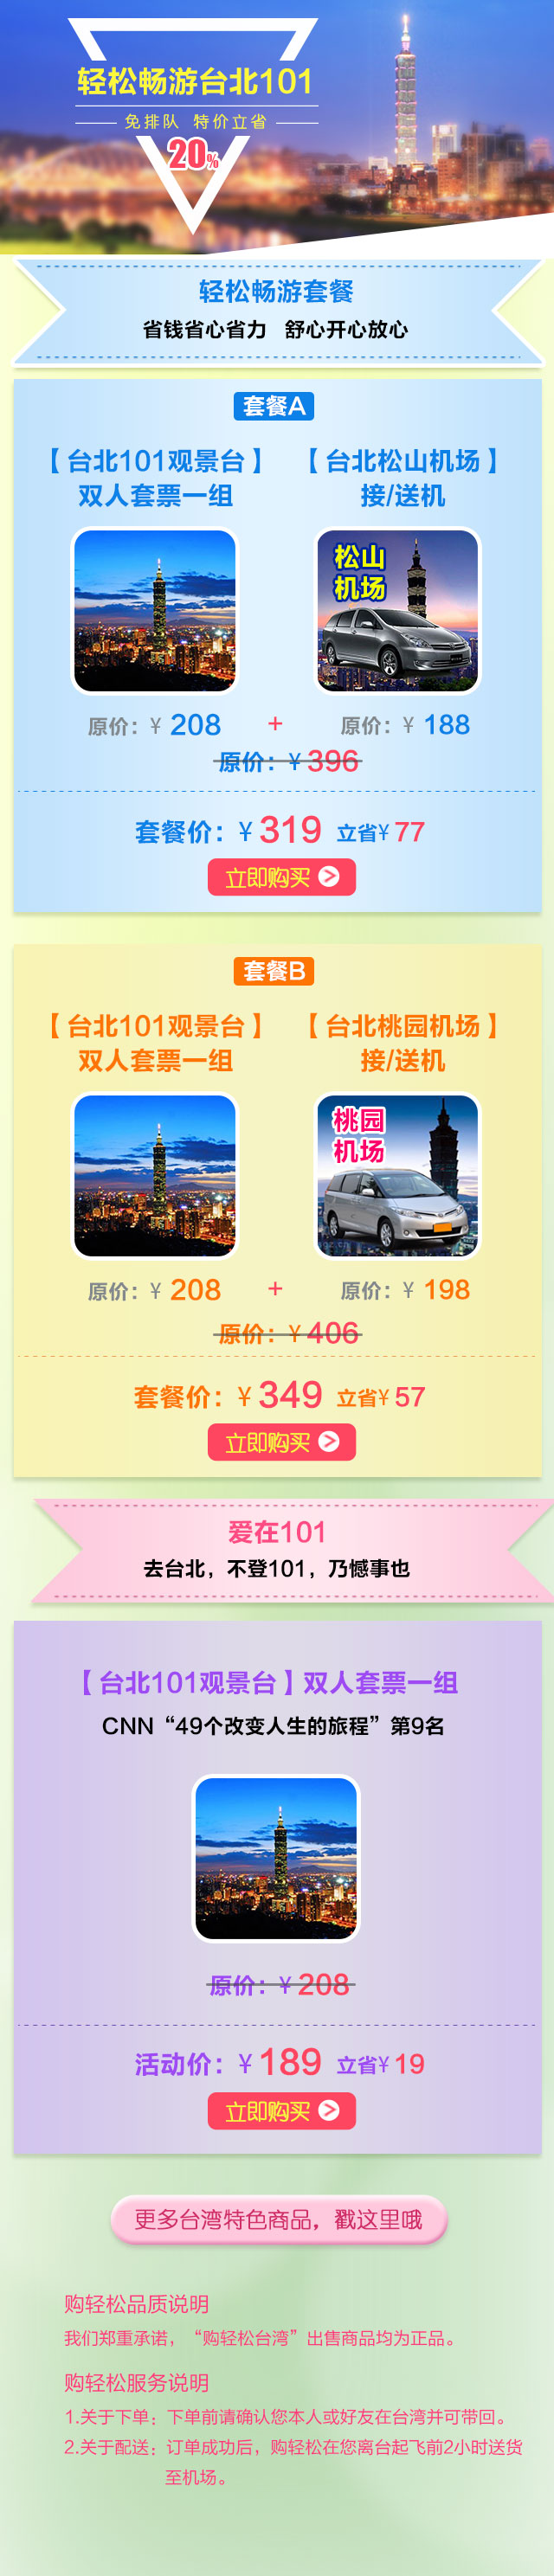 轻松畅游台北101
免排队 特价立省
20%
轻松畅游套餐
省钱省心省力 舒心开心放心
套餐A
【台北101观景台】 【台北松山机场】
双人套票一组 接/送机
松山
机场
原价：¥ 208 + 原价：¥ 188
原价：¥ 396
套餐价：¥ 319 立省¥ 77
立即购买
套餐B
【台北101观景台】 【台北桃园机场】
双人套票一组 接/送机
桃园
机场
原价：¥ 208 + 原价：¥ 198
原价：¥ 406
套餐价：¥ 349 立省¥ 57
立即购买
爱在101
去台北，不登101，乃憾事也
【台北101观景台】双人套票一组
CNN“49个改变人生的旅程”第9名
原价：¥ 208
活动价：¥ 189 立省¥ 19
立即购买
更多台湾特色商品，戳这里哦
购轻松品质说明
我们郑重承诺，“购轻松台湾”出售商品均为正品。
购轻松服务说明
1.关于下单：下单前请确认您本人或好友在台湾并可带回。
2.关于配送：订单成功后，购轻松在您离台起飞前2小时送货
至机场。